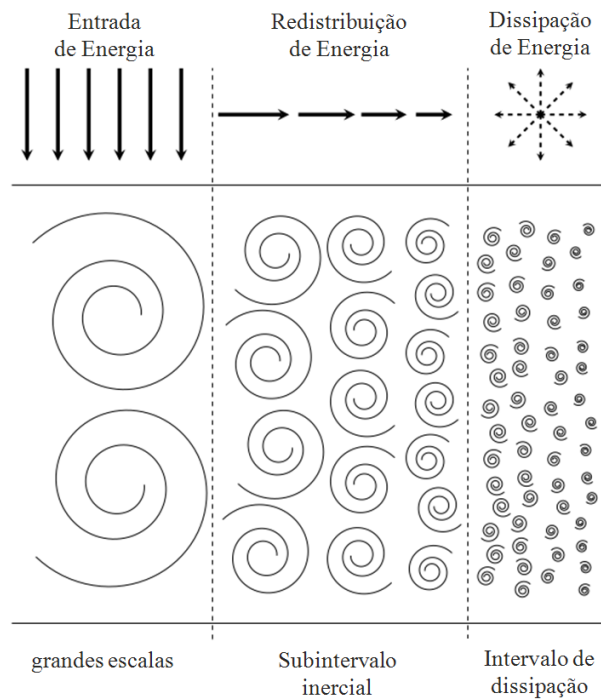 Entrada
de Energia
Redistribuição
de Energia
Dissipação
de Energia
grandes escalas
Subintervalo
inercial
Intervalo de
dissipação